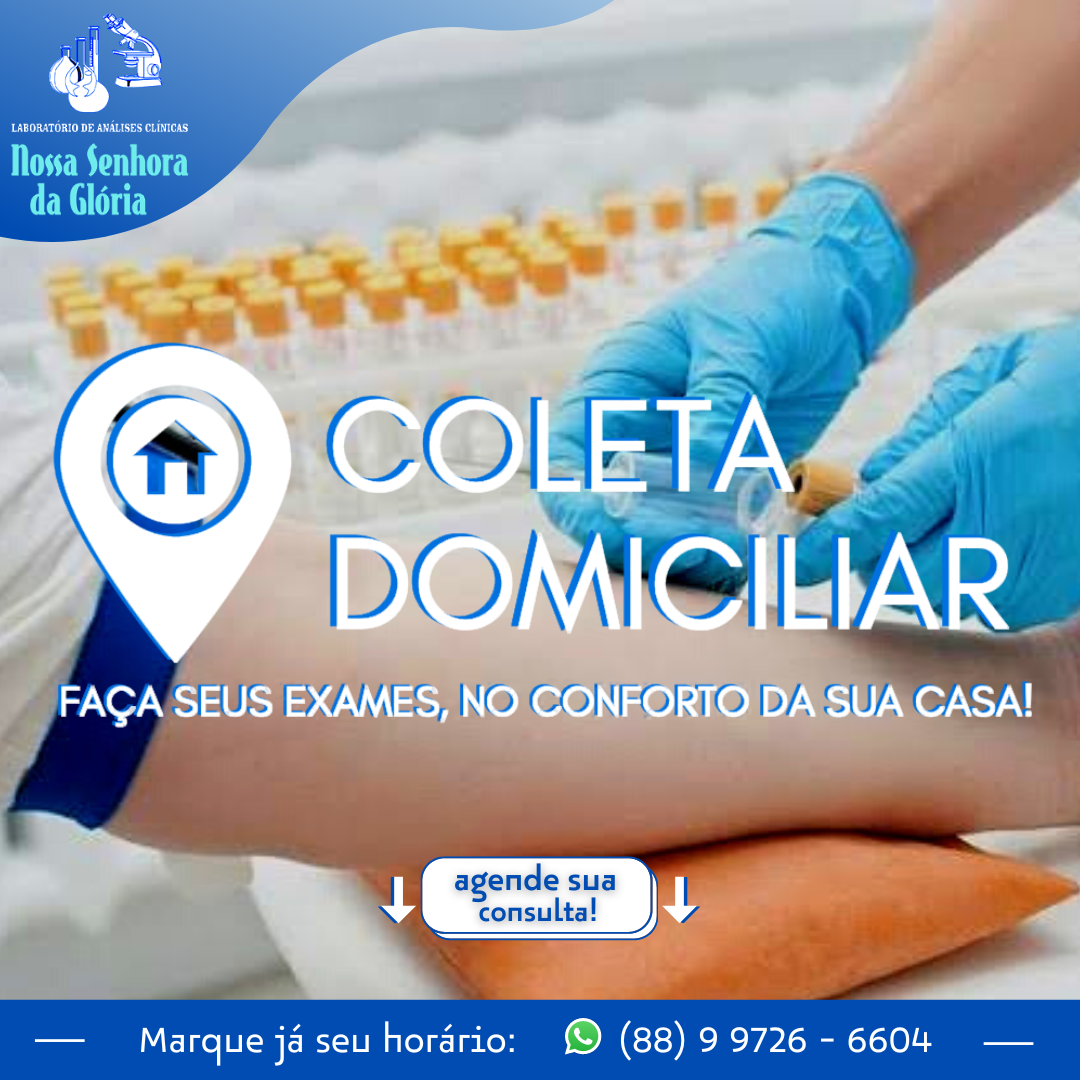 LABORATÓRIO DE ANÁLISES CLÍNICAS
Nossa Senhora
da Glória
COLETA
DOMICILIAR
FAÇA SEUS EXAMES, NO CONFORTO DA SUA CASA!
agende sua
consulta!
Marque já seu horário: (88) 9 9726 - 6604